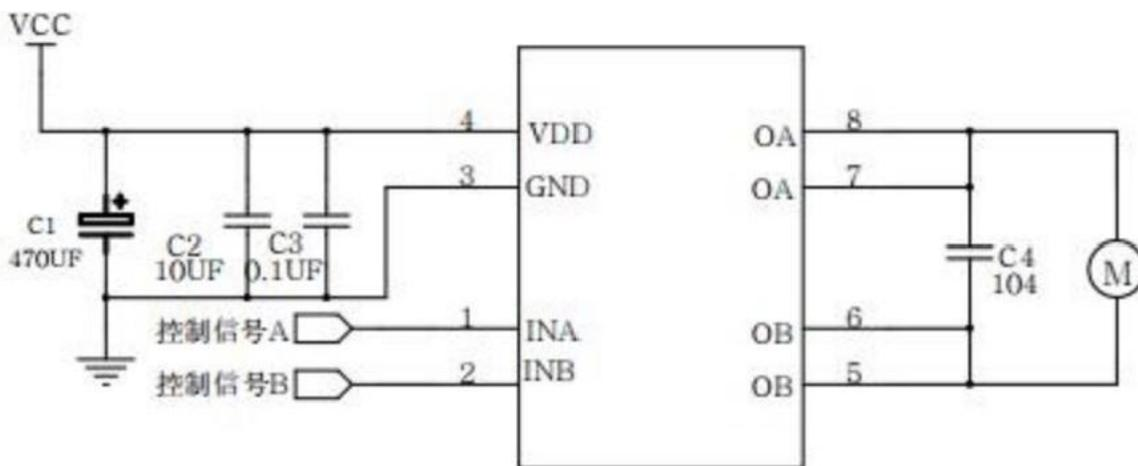 VCC
4 VDD OA 8
3 GND OA 7
C1
470UF
C2 C3
10UF 0.1UF
C4
104
M
控制信号A 1 INA OB 6
控制信号B 2 INB OB 5